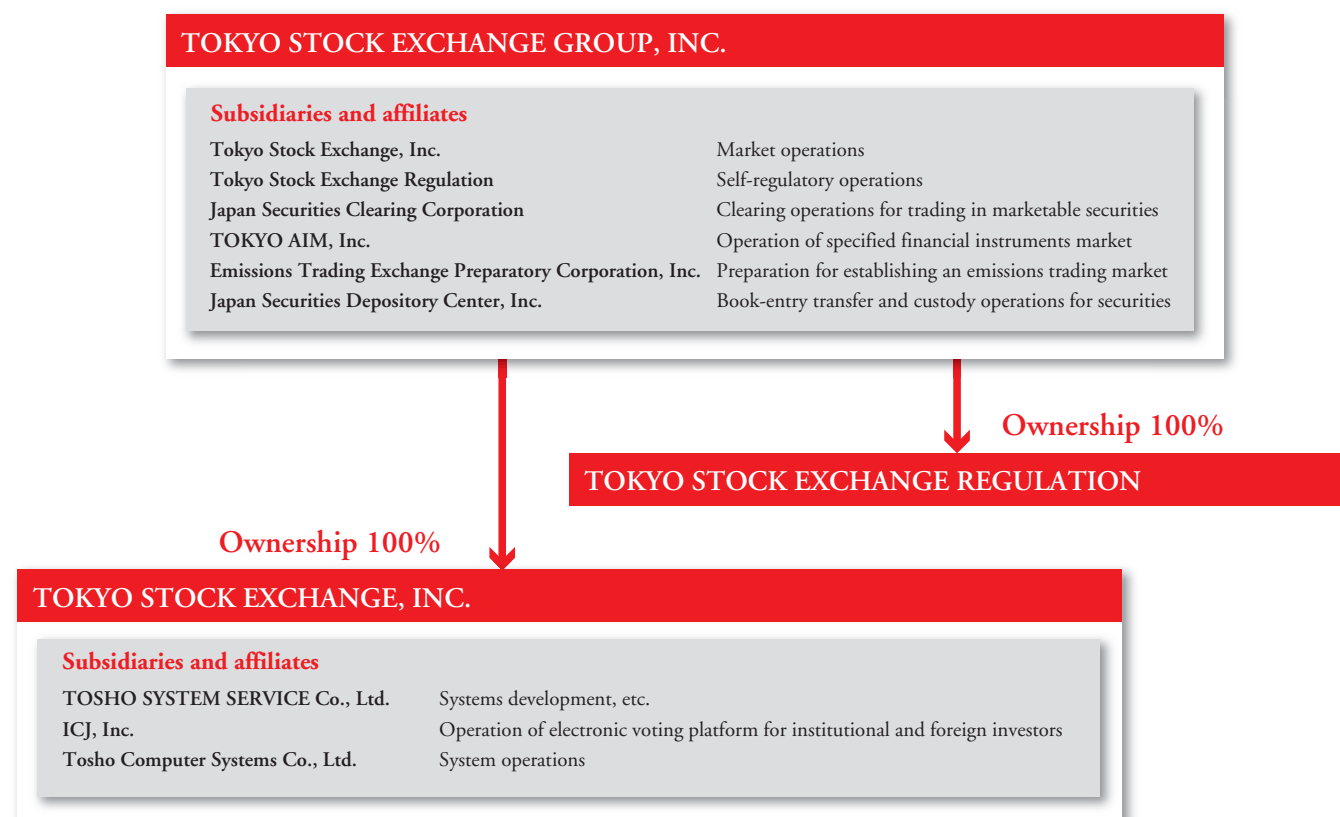 TOKYO STOCK EXCHANGE GROUP, INC.
Subsidiaries and affiliates
Tokyo Stock Exchange, Inc. Market operations
Tokyo Stock Exchange Regulation Self-regulatory operations
Japan Securities Clearing Corporation Clearing operations for trading in marketable securities
TOKYO AIM, Inc. Operation of specified financial instruments market
Emissions Trading Exchange Preparatory Corporation, Inc. Preparation for establishing an emissions trading market
Japan Securities Depository Center, Inc. Book-entry transfer and custody operations for securities
Ownership 100%
TOKYO STOCK EXCHANGE REGULATION
Ownership 100%
TOKYO STOCK EXCHANGE, INC.
Subsidiaries and affiliates
TOSHO SYSTEM SERVICE Co., Ltd. Systems development, etc.
ICJ, Inc. Operation of electronic voting platform for institutional and foreign investors
Tosho Computer Systems Co., Ltd. System operations